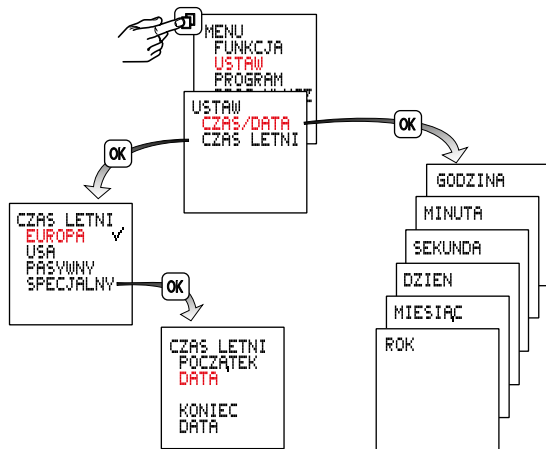 MENU
FUNKCJA
USTAW
PROGRAM
USTAW
CZAS/DATA
CZAS LETNI
OK
OK
CZAS LETNI
EUROPA ✓
USA
PASYWNY
SPECJALNY
OK
CZAS LETNI
POCZĄTEK
DATA
KONIEC
DATA
GODZINA
MINUTA
SEKUNDA
DZIEN
MIESIĄC
ROK